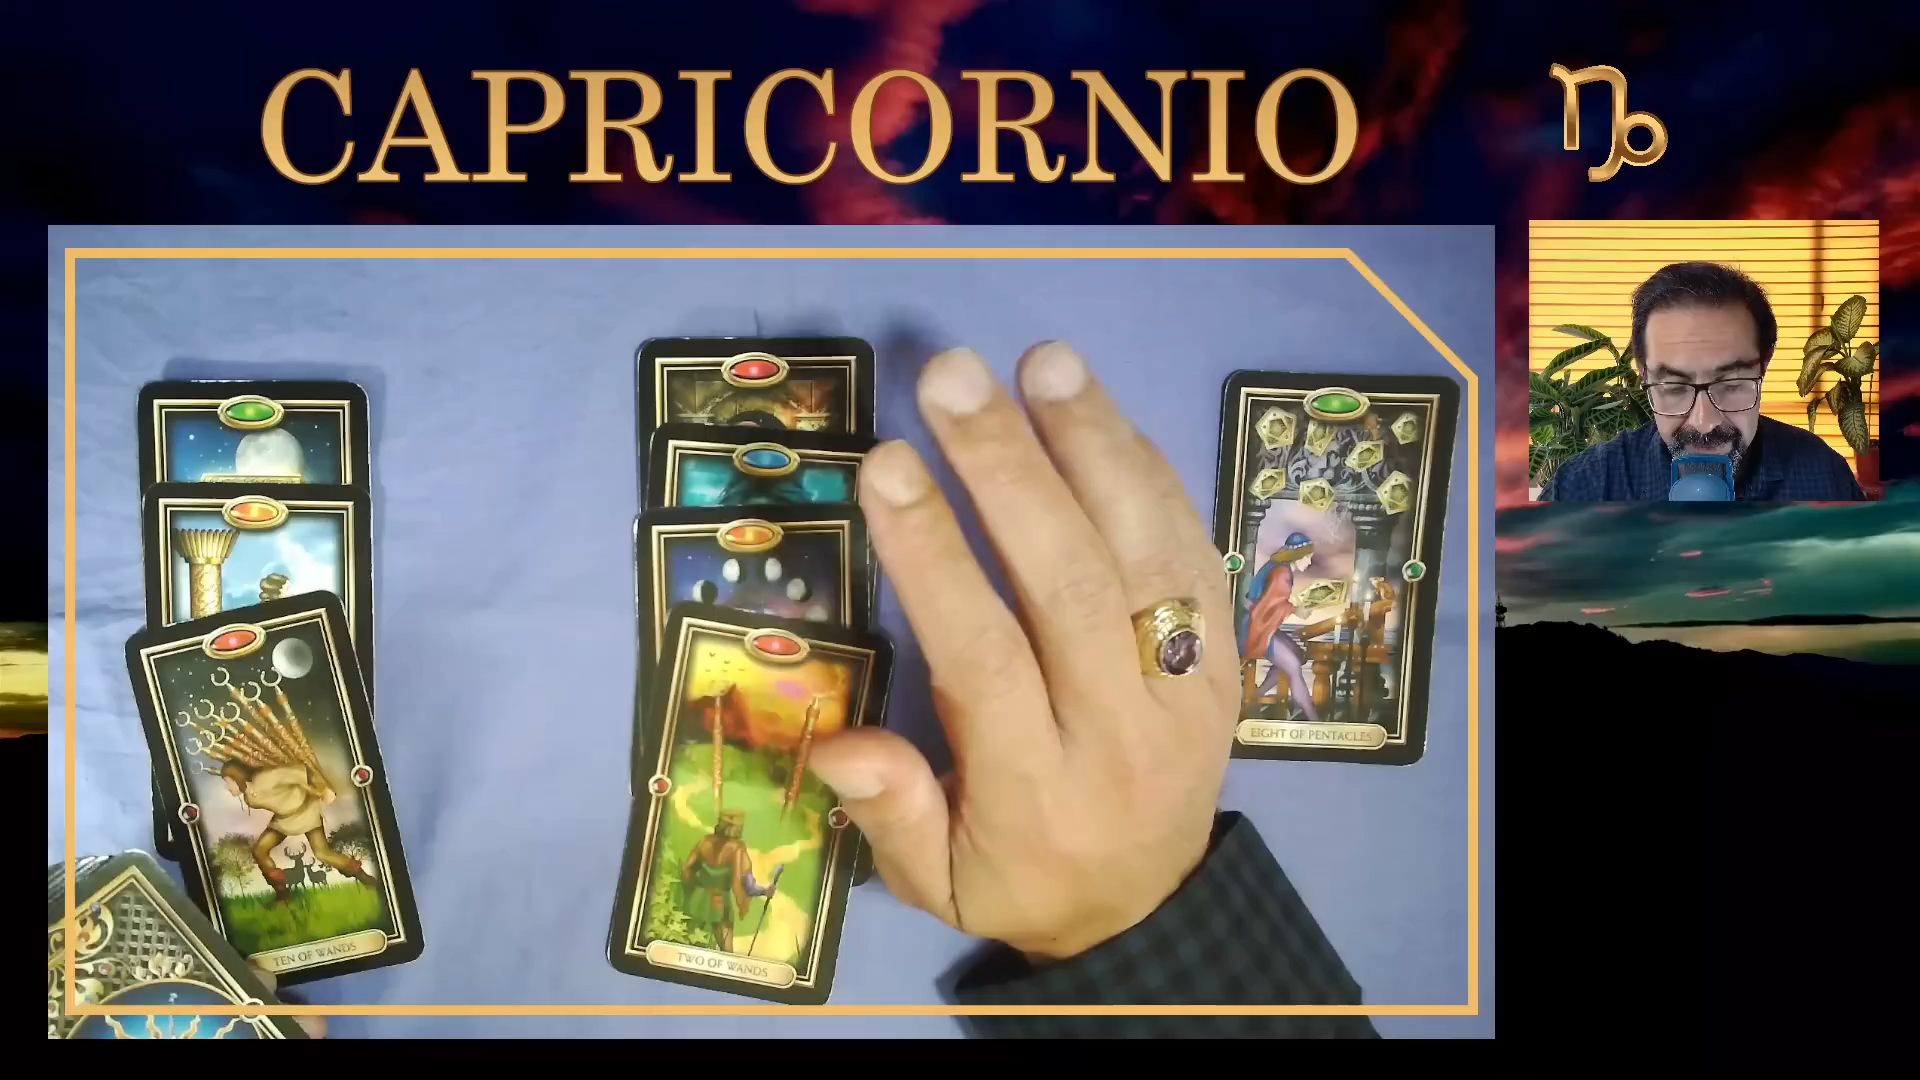 CAPRICORNIO
EIGHT OF PENTACLES
TEN OF WANDS
TWO OF WANDS